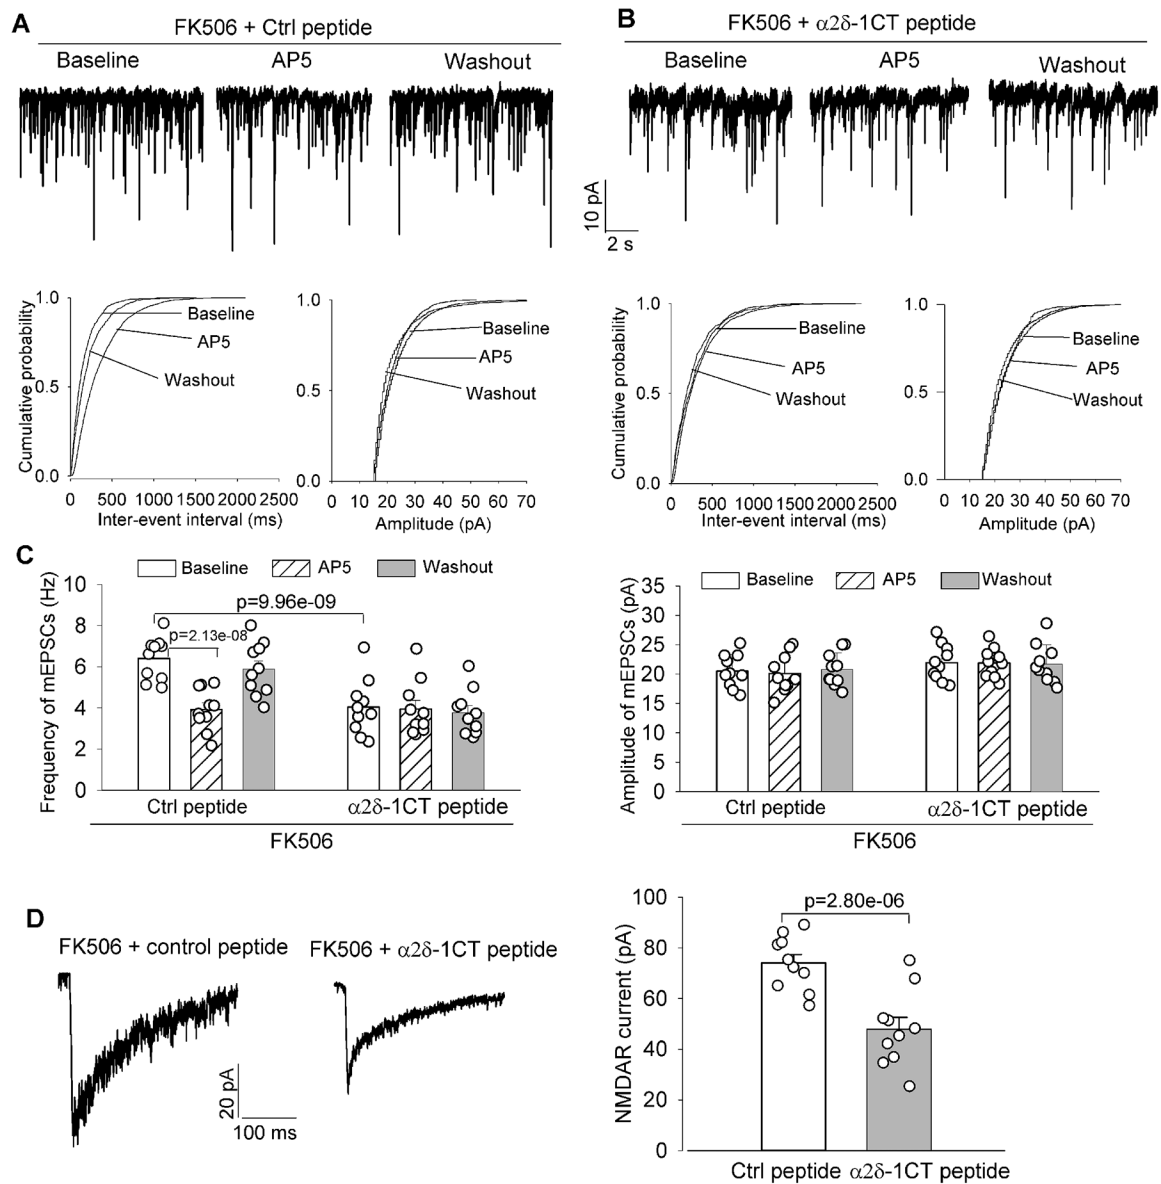 A
FK506 + Ctrl peptide
Baseline AP5 Washout
B
FK506 + α2δ-1CT peptide
Baseline AP5 Washout
10 pA
2 s
Cumulative probability
1.0
0.5
0.0
Baseline
AP5
Washout
0 500 1000 1500 2000 2500
Inter-event interval (ms)
1.0
0.5
0.0
Baseline
AP5
Washout
0 10 20 30 40 50 60 70
Amplitude (pA)
Cumulative probability
1.0
0.5
0.0
Baseline
AP5
Washout
0 500 1000 1500 2000 2500
Inter-event interval (ms)
1.0
0.5
0.0
Baseline
AP5
Washout
0 10 20 30 40 50 60 70
Amplitude (pA)
C
Baseline AP5 Washout
Frequency of mEPSCs (Hz)
10
8
6
4
2
0
p=9.96e-09
p=2.13e-08
Ctrl peptide α2δ-1CT peptide
FK506
Baseline AP5 Washout
Amplitude of mEPSCs (pA)
35
30
25
20
15
10
5
0
Ctrl peptide α2δ-1CT peptide
FK506
D
FK506 + control peptide
FK506 + α2δ-1CT peptide
20 pA
100 ms
NMDAR current (pA)
100
80
60
40
20
0
p=2.80e-06
Ctrl peptide α2δ-1CT peptide